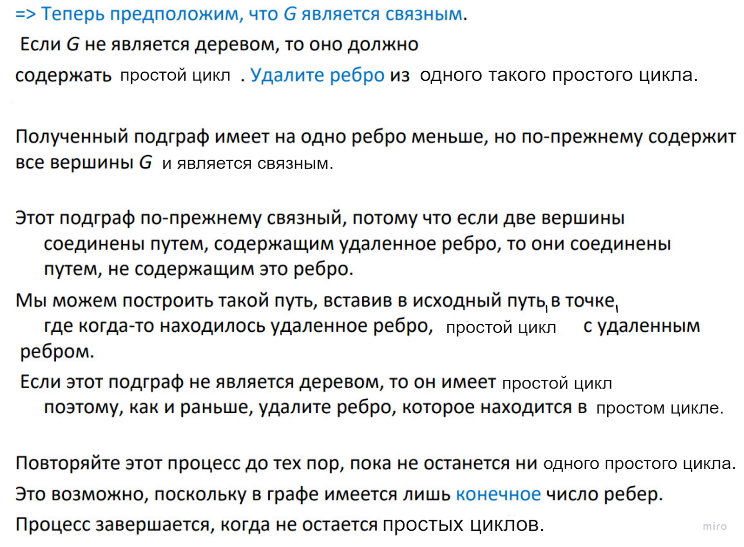 => Теперь предположим, что G является связным.
Если G не является деревом, то оно должно
содержать простой цикл . Удалите ребро из одного такого простого цикла.
Полученный подграф имеет на одно ребро меньше, но по-прежнему содержит
все вершины G и является связным.
Этот подграф по-прежнему связный, потому что если две вершины
соединены путем, содержащим удаленное ребро, то они соединены
путем, не содержащим это ребро.
Мы можем построить такой путь, вставив в исходный путь, в точке,
где когда-то находилось удаленное ребро, простой цикл с удаленным
ребром.
Если этот подграф не является деревом, то он имеет простой цикл
поэтому, как и раньше, удалите ребро, которое находится в простом цикле.
Повторяйте этот процесс до тех пор, пока не останется ни одного простого цикла.
Это возможно, поскольку в графе имеется лишь конечное число ребер.
Процесс завершается, когда не остается простых циклов.
miro